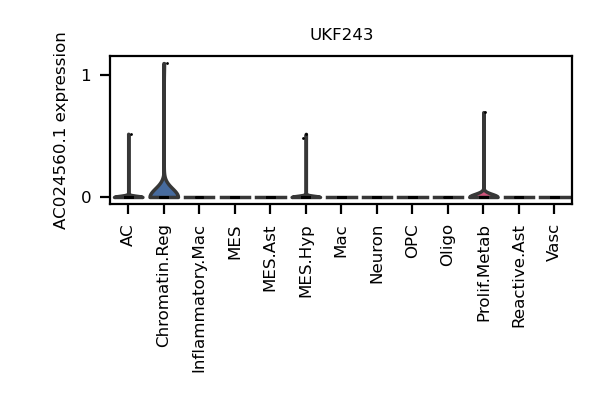 UKF243
AC024560.1 expression
1
0
AC
Chromatin.Reg
Inflammatory.Mac
MES
MES.Ast
MES.Hyp
Mac
Neuron
OPC
Oligo
Prolif.Metab
Reactive.Ast
Vasc